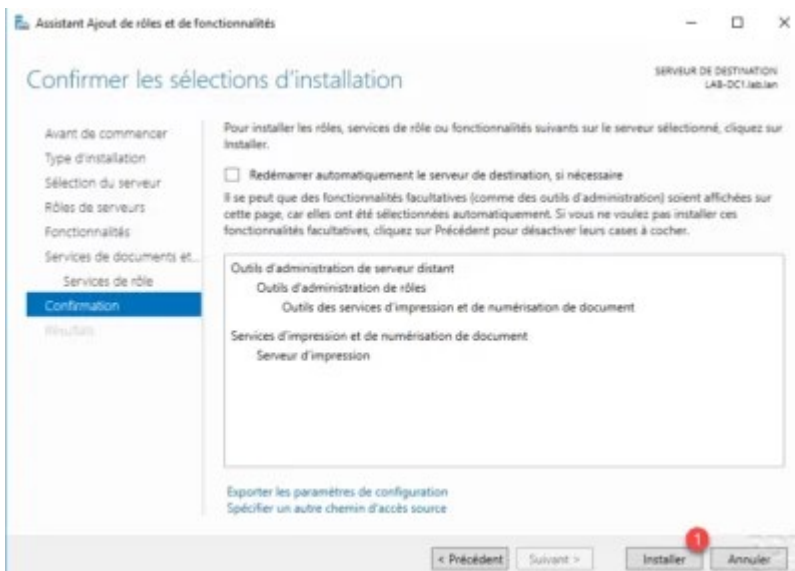 Assistant Ajout de rôles et de fonctionnalités
Confirmer les sélections d'installation
SERVEUR DE DESTINATION
LAB-DC1.lab.lan
Avant de commencer
Type d'installation
Sélection du serveur
Rôles de serveurs
Fonctionnalités
Services de documents et...
Services de rôle
Confirmation
Résultats
Pour installer les rôles, services de rôle ou fonctionnalités suivants sur le serveur sélectionné, cliquez sur
Installer.
Redémarrer automatiquement le serveur de destination, si nécessaire
Il se peut que des fonctionnalités facultatives (comme des outils d'administration) soient affichées sur
cette page, car elles ont été sélectionnées automatiquement. Si vous ne voulez pas installer ces
fonctionnalités facultatives, cliquez sur Précédent pour désactiver leurs cases à cocher.
Outils d'administration de serveur distant
Outils d'administration de rôles
Outils des services d'impression et de numérisation de document
Services d'impression et de numérisation de document
Serveur d'impression
Exporter les paramètres de configuration
Spécifier un autre chemin d'accès source
1
< Précédent Suivant > Installer Annuler